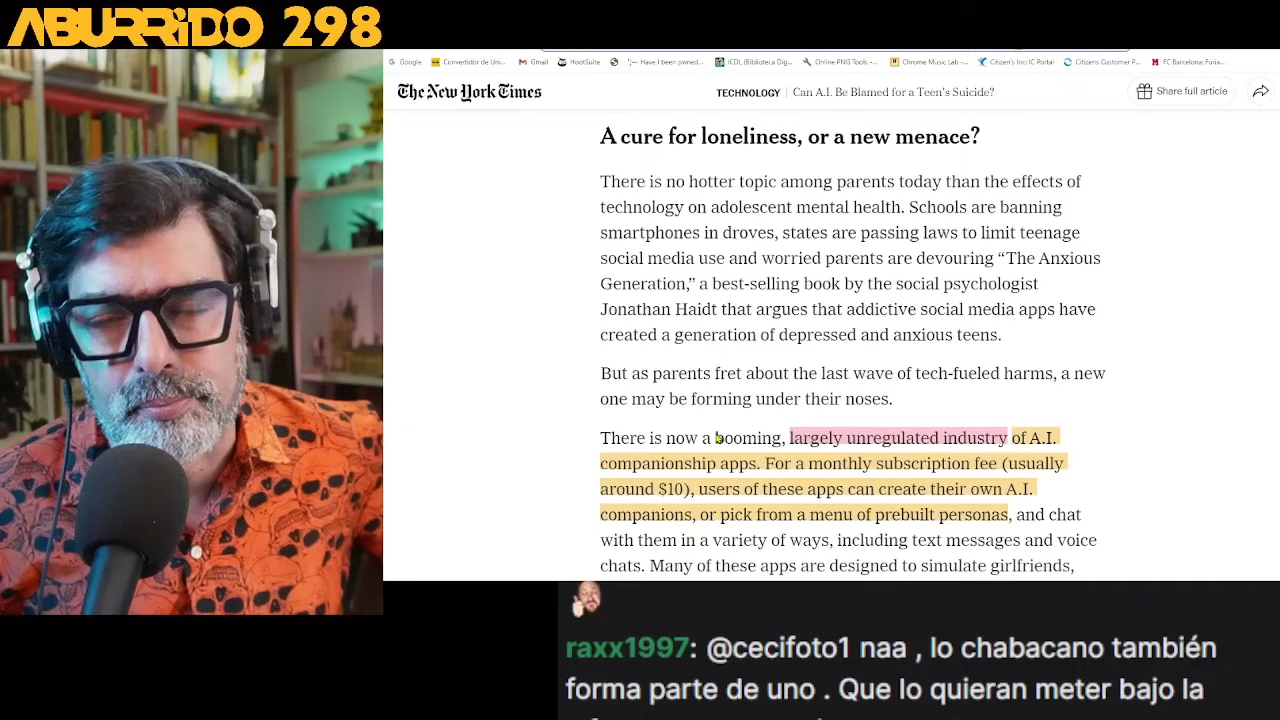 ABURRiDO 298
Google
Convertidor de Uni...
Gmail
HootSuite
Have I been pwned...
ICDL (Biblioteca Dig...
Online PNG Tools -...
Chrome Music Lab -...
Citizen's Inc: IC Portal
Citizens Customer P...
FC Barcelona: Furia...
The New York Times
TECHNOLOGY | Can A.I. Be Blamed for a Teen's Suicide?
Share full article
A cure for loneliness, or a new menace?
There is no hotter topic among parents today than the effects of
technology on adolescent mental health. Schools are banning
smartphones in droves, states are passing laws to limit teenage
social media use and worried parents are devouring “The Anxious
Generation,” a best-selling book by the social psychologist
Jonathan Haidt that argues that addictive social media apps have
created a generation of depressed and anxious teens.
But as parents fret about the last wave of tech-fueled harms, a new
one may be forming under their noses.
There is now a booming, largely unregulated industry of A.I.
companionship apps. For a monthly subscription fee (usually
around $10), users of these apps can create their own A.I.
companions, or pick from a menu of prebuilt personas, and chat
with them in a variety of ways, including text messages and voice
chats. Many of these apps are designed to simulate girlfriends,
raxx1997: @cecifoto1 naa , lo chabacano también
forma parte de uno . Que lo quieran meter bajo la